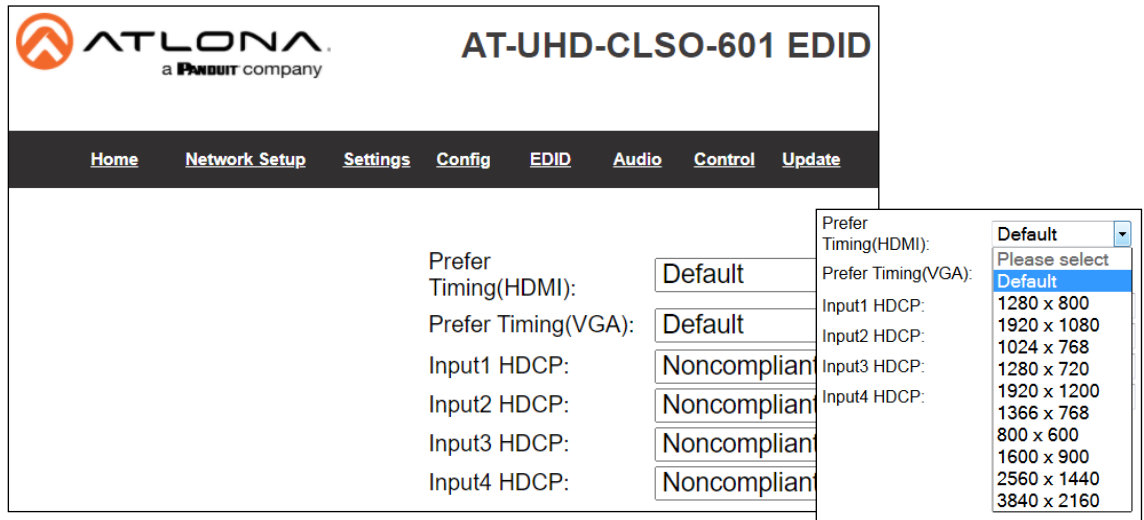 ATLONA
a PANDUIT company
AT-UHD-CLSO-601 EDID
Home Network Setup Settings Config EDID Audio Control Update
Prefer
Timing(HDMI): Default
Prefer Timing(VGA): Default
Input1 HDCP: Noncompliant
Input2 HDCP: Noncompliant
Input3 HDCP: Noncompliant
Input4 HDCP: Noncompliant
Prefer
Timing(HDMI): Default
Prefer Timing(VGA):
Input1 HDCP:
Input2 HDCP:
Input3 HDCP:
Input4 HDCP:
Please select
Default
1280 x 800
1920 x 1080
1024 x 768
1280 x 720
1920 x 1200
1366 x 768
800 x 600
1600 x 900
2560 x 1440
3840 x 2160